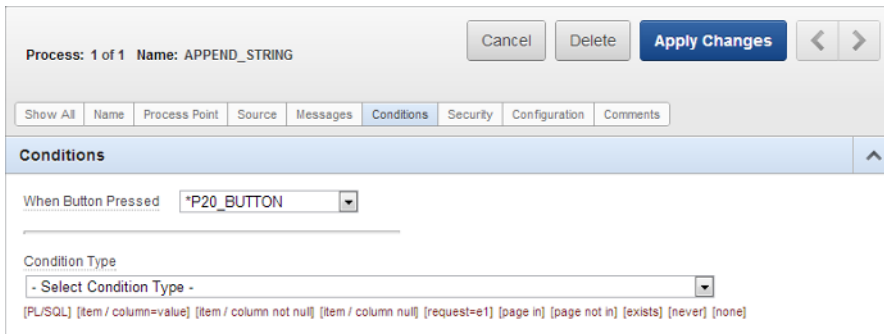 Process: 1 of 1 Name: APPEND_STRING
Cancel
Delete
Apply Changes
Show All Name Process Point Source Messages Conditions Security Configuration Comments
Conditions
When Button Pressed *P20_BUTTON
Condition Type
- Select Condition Type -
[PL/SQL] [item / column=value] [item / column not null] [item / column null] [request=e1] [page in] [page not in] [exists] [never] [none]